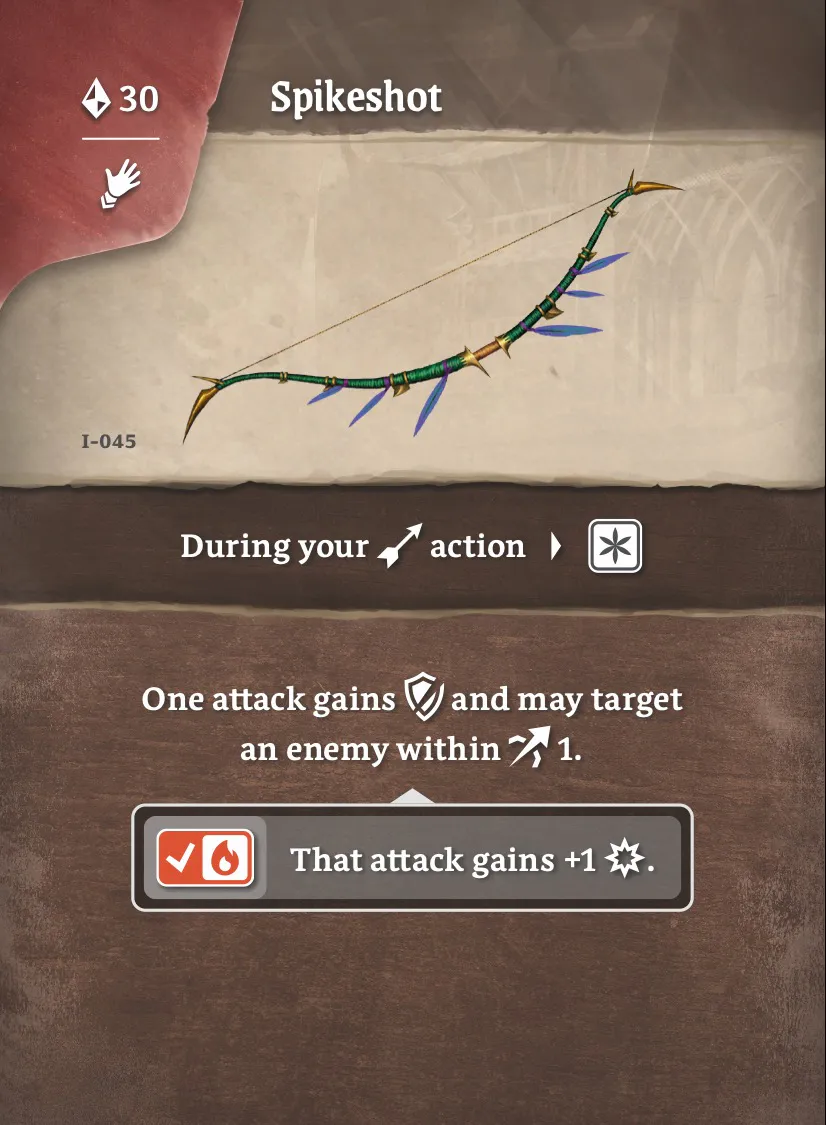 30
Spikeshot
I-045
During your action
One attack gains and may target
an enemy within 1.
That attack gains +1 .